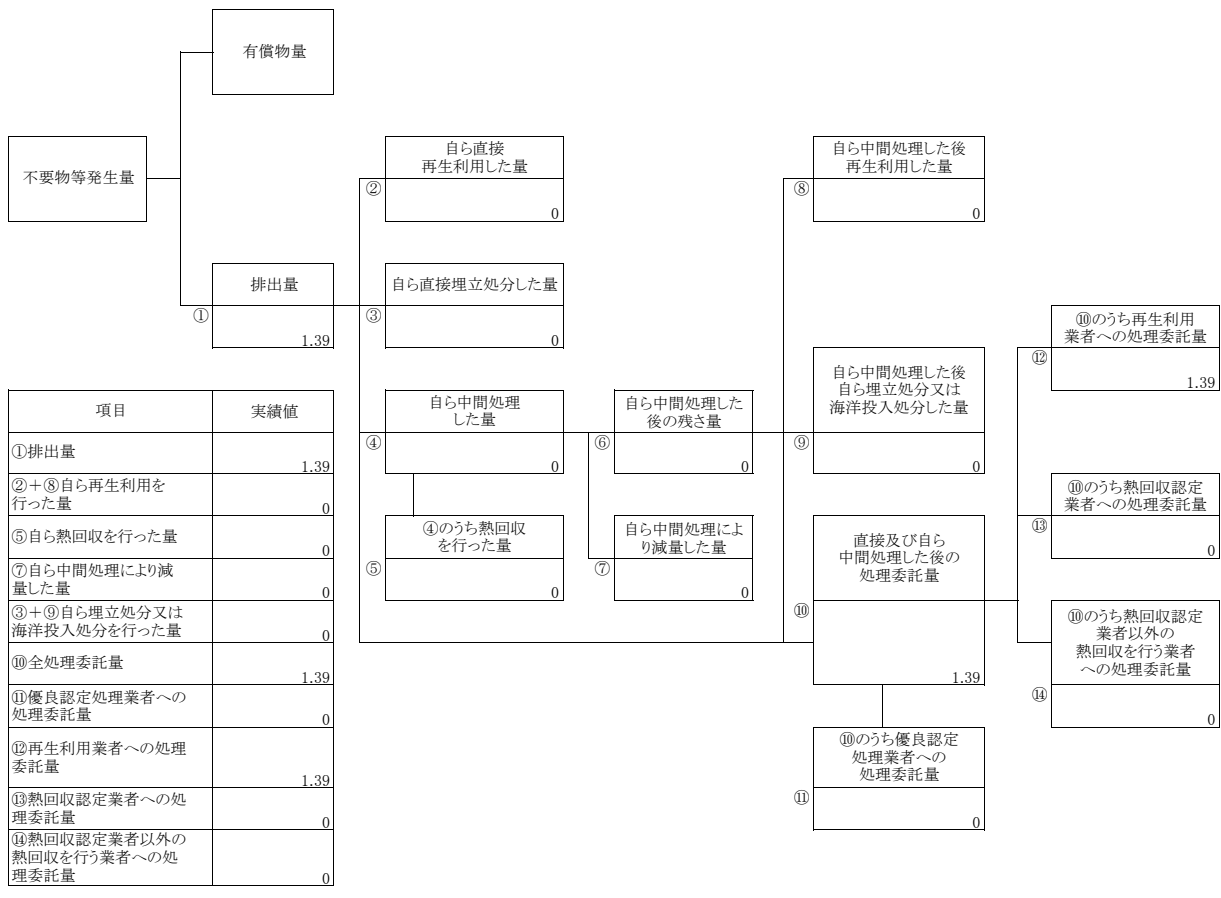 有償物量
不要物等発生量
自ら直接
再生利用した量
②
0
自ら中間処理した後
再生利用した量
⑧
0
排出量
①
1.39
自ら直接埋立処分した量
③
0
⑩のうち再生利用
業者への処理委託量
⑫
1.39
自ら中間処理
した量
④
0
自ら中間処理した
後の残さ量
⑥
0
自ら中間処理した後
自ら埋立処分又は
海洋投入処分した量
⑨
0
⑩のうち熱回収認定
業者への処理委託量
⑬
0
④のうち熱回収
を行った量
⑤
0
自ら中間処理によ
り減量した量
⑦
0
直接及び自ら
中間処理した後の
処理委託量
⑩
1.39
⑩のうち熱回収認定
業者以外の
熱回収を行う業者
への処理委託量
⑭
0
⑩のうち優良認定
処理業者への
処理委託量
⑪
0
項目 実績値
①排出量
1.39
②＋⑧自ら再生利用を
行った量
0
⑤自ら熱回収を行った量
0
⑦自ら中間処理により減
量した量
0
③＋⑨自ら埋立処分又は
海洋投入処分を行った量
0
⑩全処理委託量
1.39
⑪優良認定処理業者への
処理委託量
0
⑫再生利用業者への処理
委託量
1.39
⑬熱回収認定業者への処
理委託量
0
⑭熱回収認定業者以外の
熱回収を行う業者への処
理委託量
0